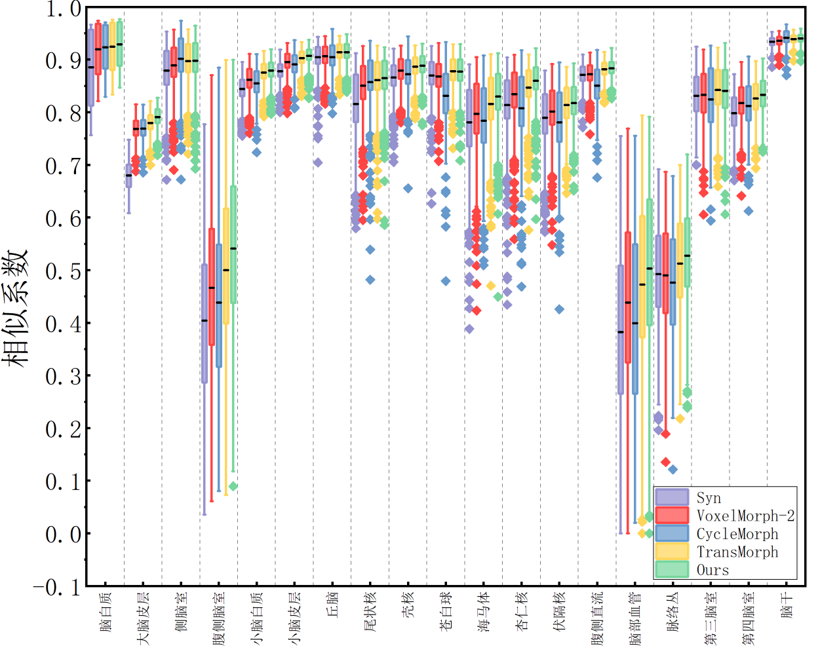 1.0
0.9
0.8
0.7
0.6
0.5
0.4
0.3
0.2
0.1
0.0
-0.1
相似系数
Syn
VoxelMorph-2
CycleMorph
TransMorph
Ours
脑白质
大脑皮层
侧脑室
腹侧脑室
小脑白质
小脑皮层
丘脑
尾状核
壳核
苍白球
海马体
杏仁核
伏隔核
腹侧直流
脑部血管
脉络丛
第三脑室
第四脑室
脑干